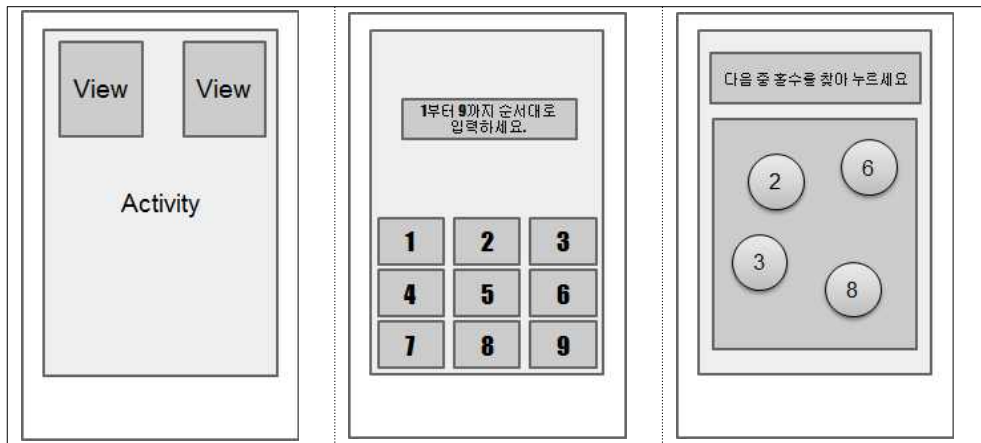 View
View
Activity
1부터 9까지 순서대로
입력하세요.
1 2 3
4 5 6
7 8 9
다음 중 홀수를 찾아 누르세요
2
6
3
8